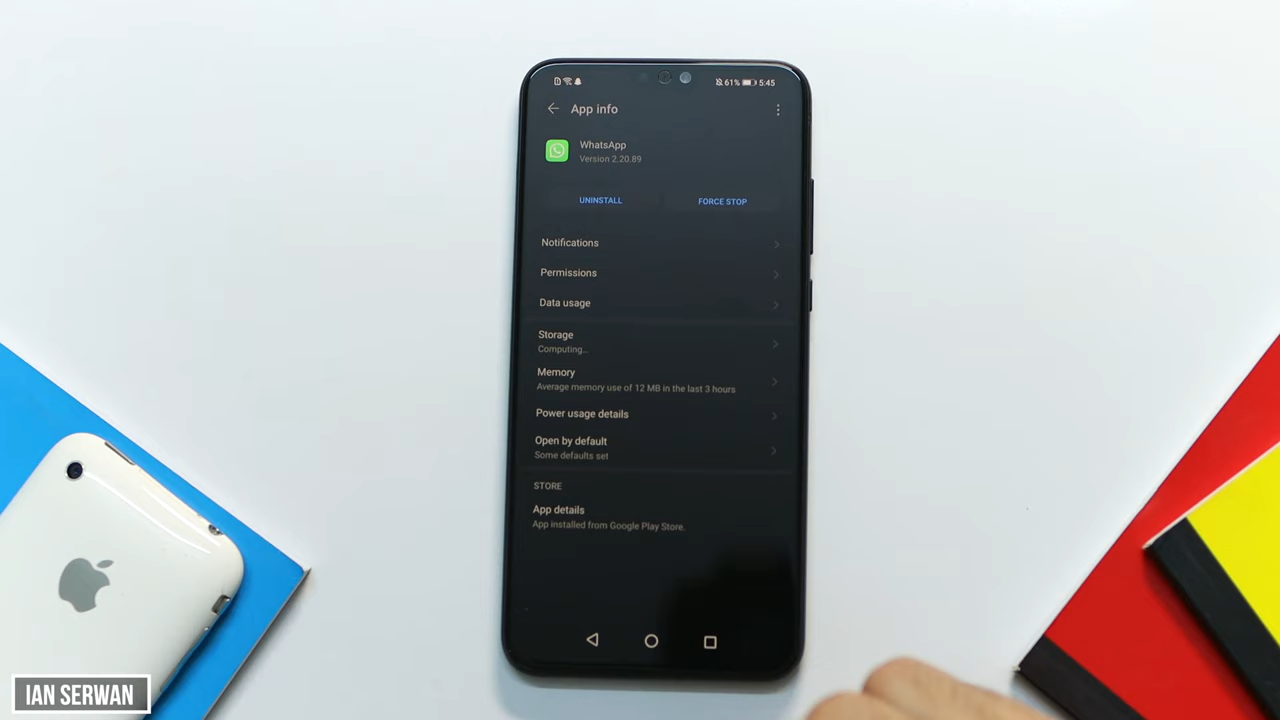 61% 5:45
App info
WhatsApp
Version 2.20.89
UNINSTALL
FORCE STOP
Notifications
Permissions
Data usage
Storage
Computing...
Memory
Average memory use of 12 MB in the last 3 hours
Power usage details
Open by default
Some defaults set
STORE
App details
App installed from Google Play Store.
IAN SERWAN